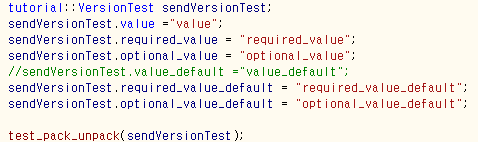 tutorial::VersionTest sendVersionTest;
sendVersionTest.value ="value";
sendVersionTest.required_value = "required_value";
sendVersionTest.optional_value = "optional_value";
//sendVersionTest.value_default ="value_default";
sendVersionTest.required_value_default = "required_value_default";
sendVersionTest.optional_value_default = "optional_value_default";
test_pack_unpack(sendVersionTest);